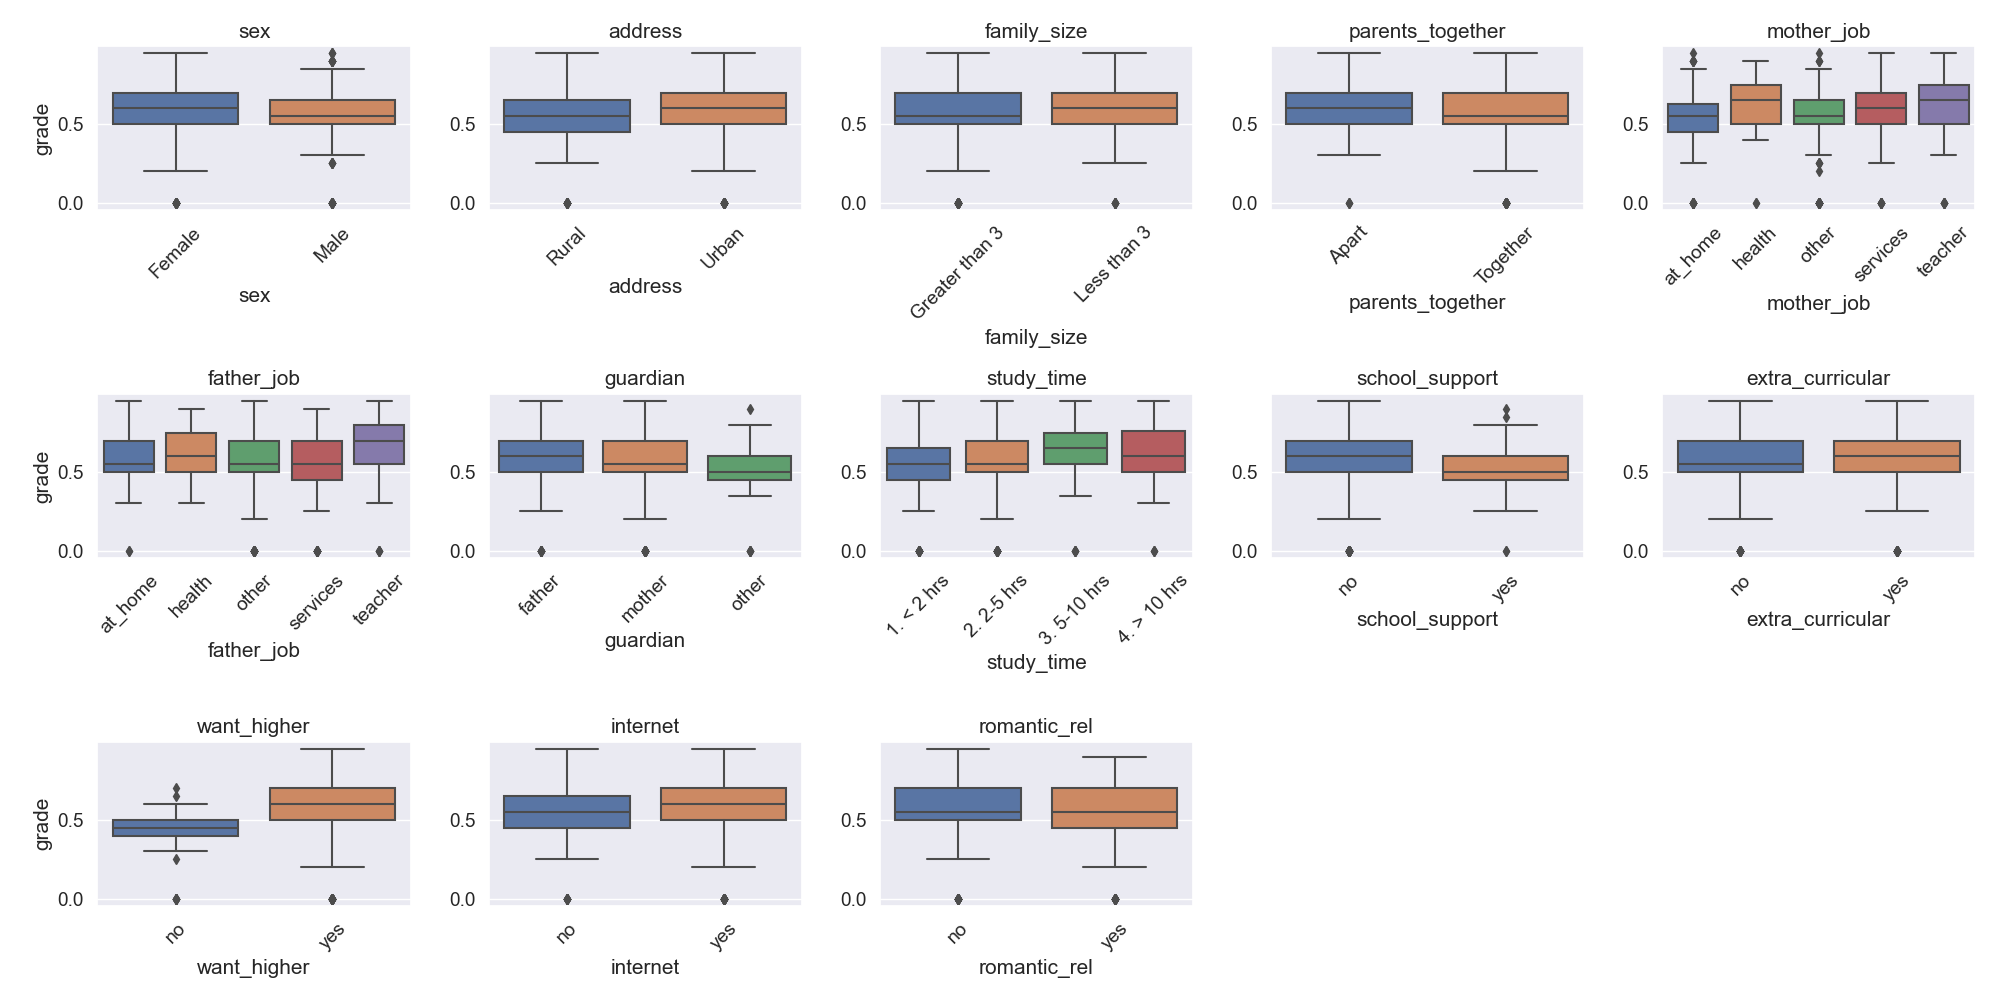 sex
address
family_size
parents_together
mother_job
grade
0.5
0.0
0.5
0.0
0.5
0.0
0.5
0.0
0.5
0.0
Female
Male
Rural
Urban
Greater than 3
Less than 3
Apart
Together
at_home
health
other
services
teacher
sex
address
family_size
parents_together
mother_job
father_job
guardian
study_time
school_support
extra_curricular
grade
0.5
0.0
0.5
0.0
0.5
0.0
0.5
0.0
0.5
0.0
at_home
health
other
services
teacher
father
mother
other
1. < 2 hrs
2. 2-5 hrs
3. 5-10 hrs
4. > 10 hrs
no
yes
no
yes
father_job
guardian
study_time
school_support
extra_curricular
want_higher
internet
romantic_rel
grade
0.5
0.0
0.5
0.0
0.5
0.0
no
yes
no
yes
no
yes
want_higher
internet
romantic_rel